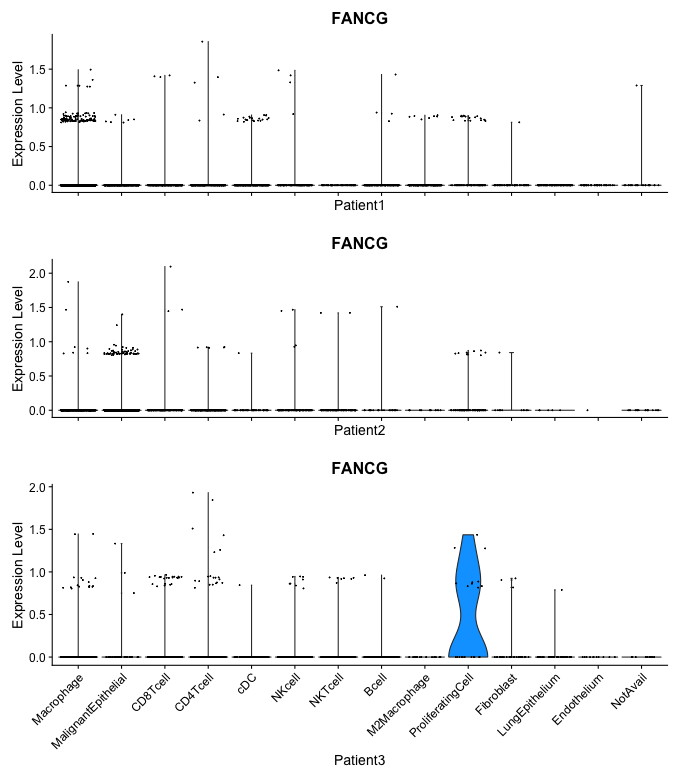 FANCG
Expression Level
1.5
1.0
0.5
0.0
Patient1
FANCG
Expression Level
2.0
1.5
1.0
0.5
0.0
Patient2
FANCG
Expression Level
2.0
1.5
1.0
0.5
0.0
Macrophage
MalignantEpithelial
CD8Tcell
CD4Tcell
cDC
NKcell
NKTcell
Bcell
M2Macrophage
ProliferatingCell
Fibroblast
LungEpithelium
Endothelium
NotAvail
Patient3